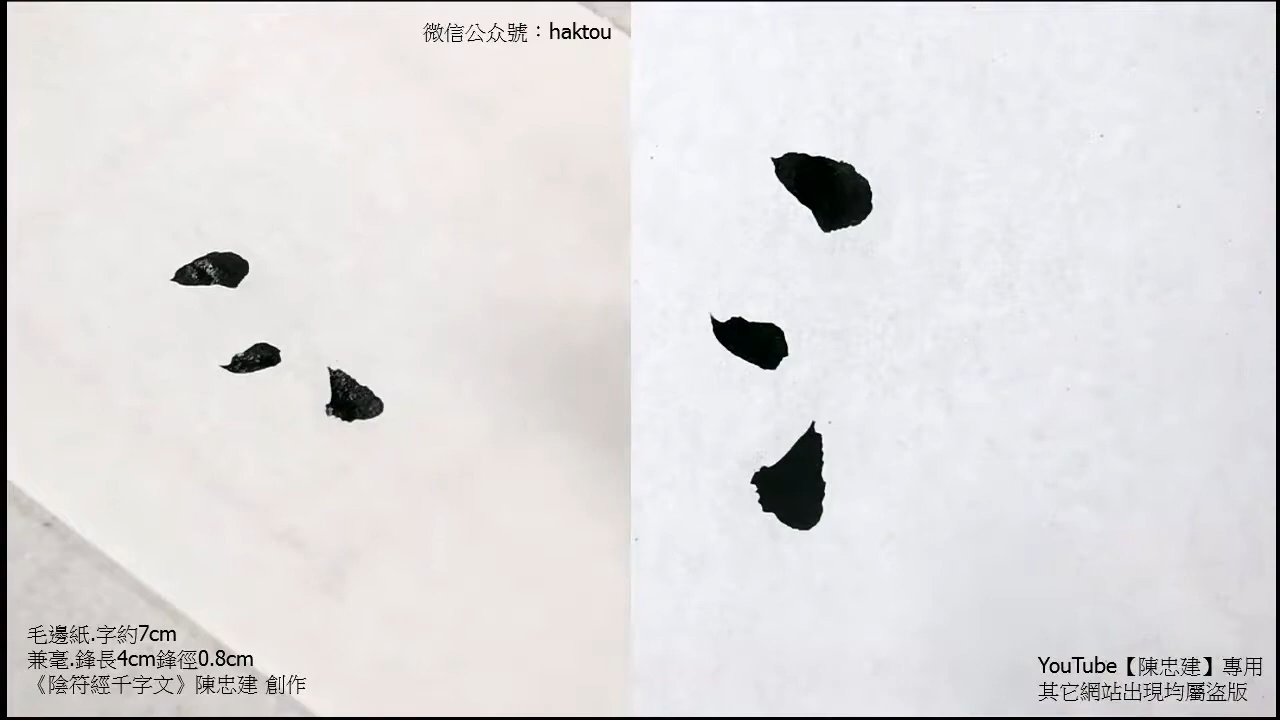 微信公众號：haktou
毛邊紙.字約7cm
兼毫.鋒長4cm鋒徑0.8cm
《陰符經千字文》陳忠建 創作
YouTube【陳忠建】專用
其它網站出現均屬盜版